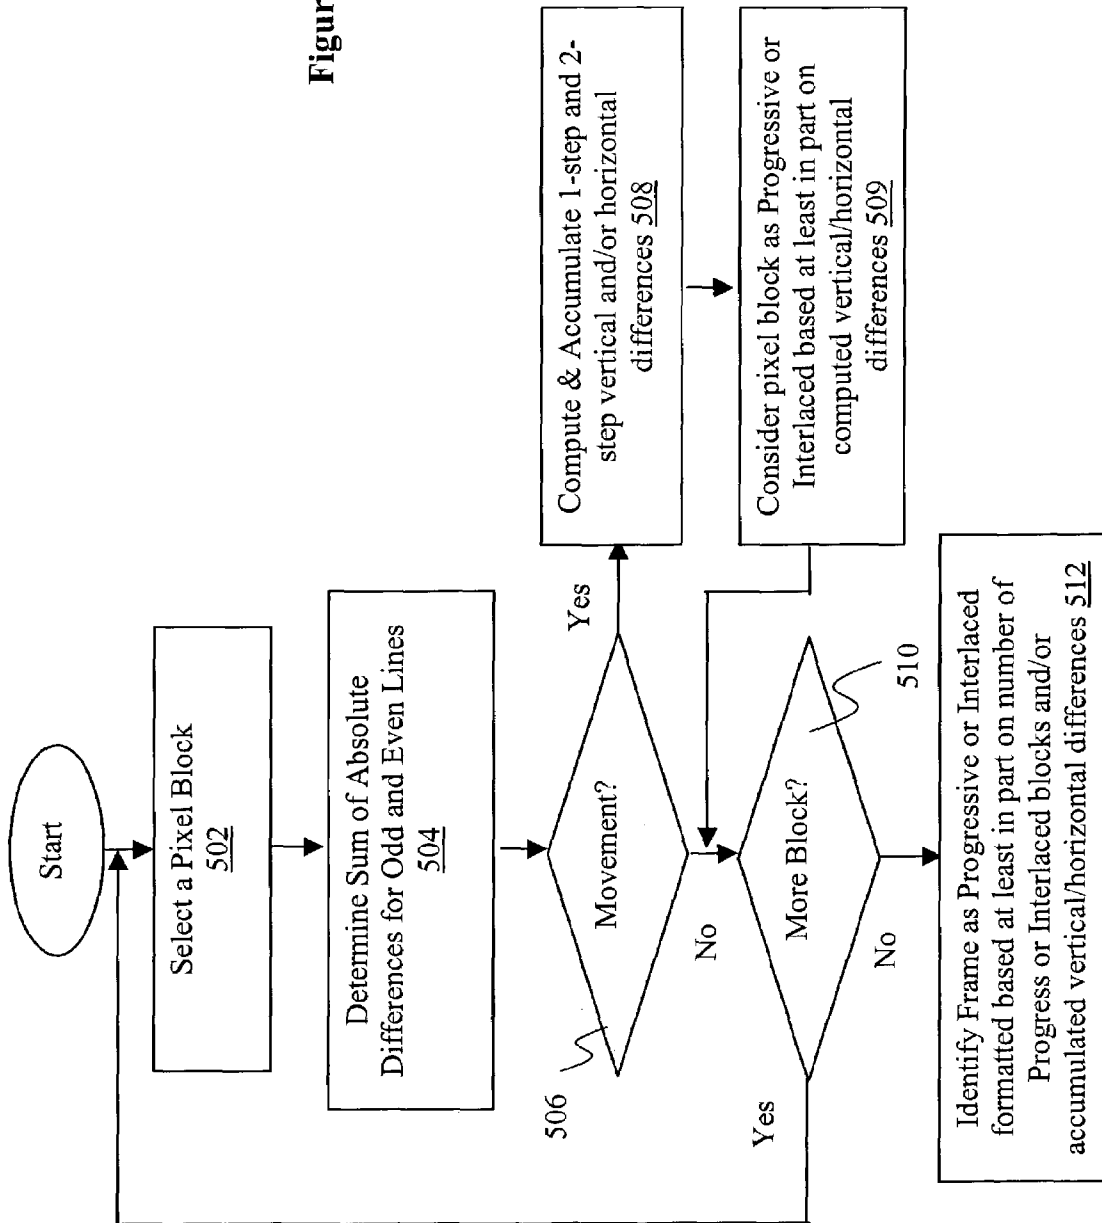 Start
Select a Pixel Block
502
Determine Sum of Absolute
Differences for Odd and Even Lines
504
Movement?
506
Yes
No
Compute & Accumulate 1-step and 2-
step vertical and/or horizontal
differences 508
Consider pixel block as Progressive or
Interlaced based at least in part on
computed vertical/horizontal
differences 509
More Block?
510
Yes
No
Identify Frame as Progressive or Interlaced
formatted based at least in part on number of
Progress or Interlaced blocks and/or
accumulated vertical/horizontal differences 512